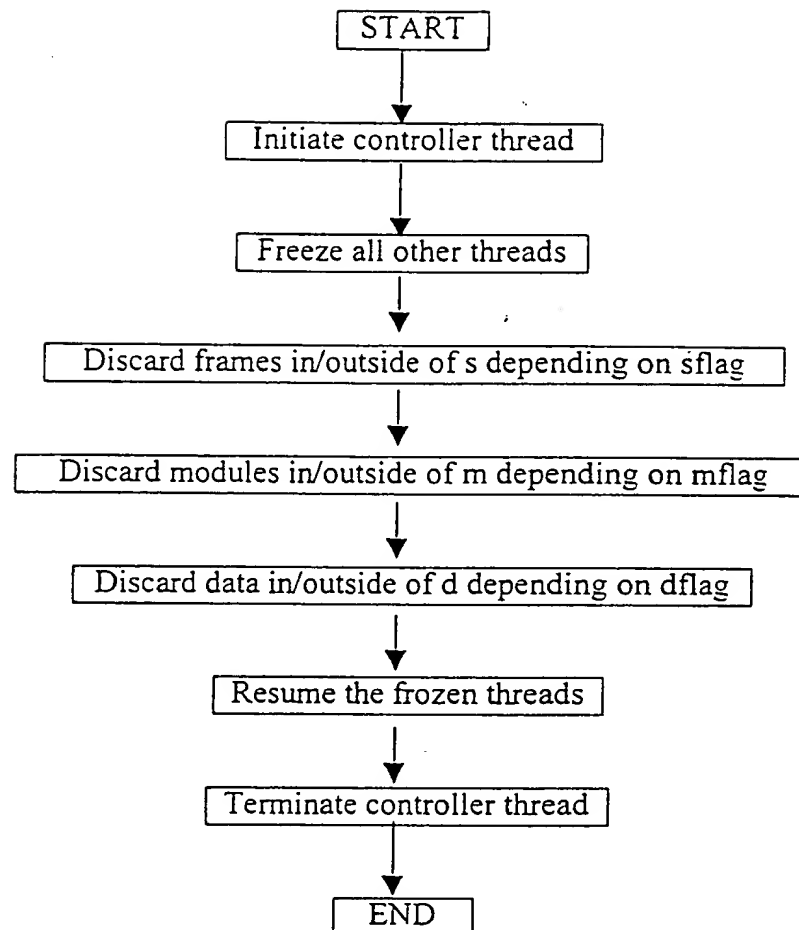 START
Initiate controller thread
Freeze all other threads
Discard frames in/outside of s depending on sflag
Discard modules in/outside of m depending on mflag
Discard data in/outside of d depending on dflag
Resume the frozen threads
Terminate controller thread
END